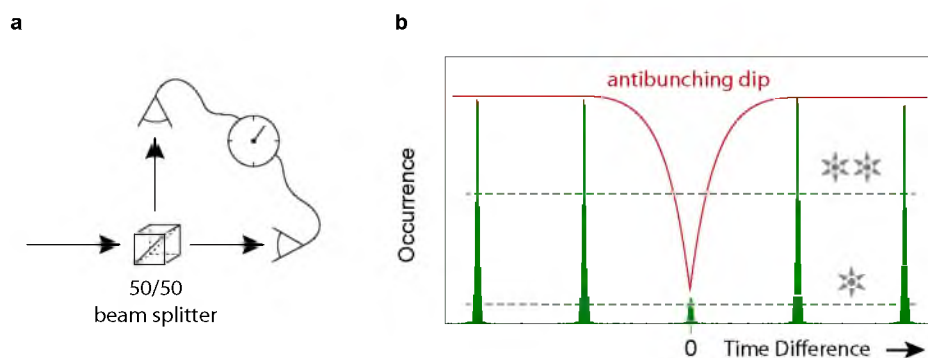 a
50/50
beam splitter
b
antibunching dip
Occurrence
0
Time Difference